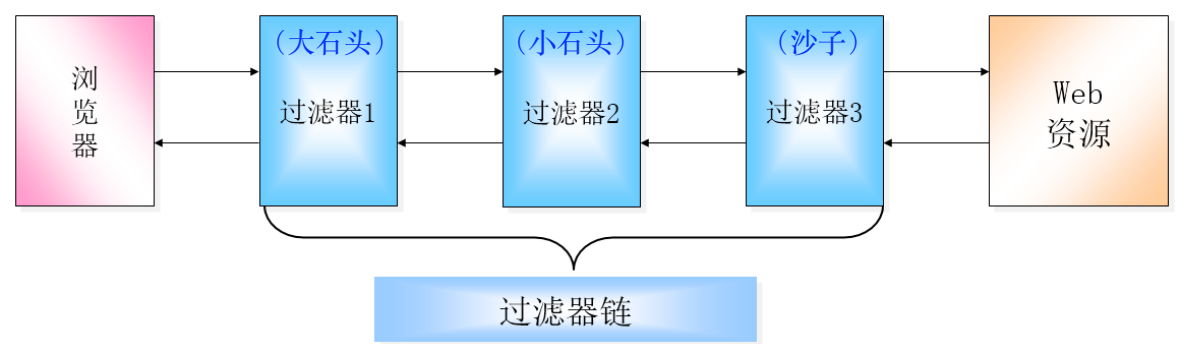 浏览器
（大石头）
过滤器1
（小石头）
过滤器2
（沙子）
过滤器3
Web
资源
过滤器链